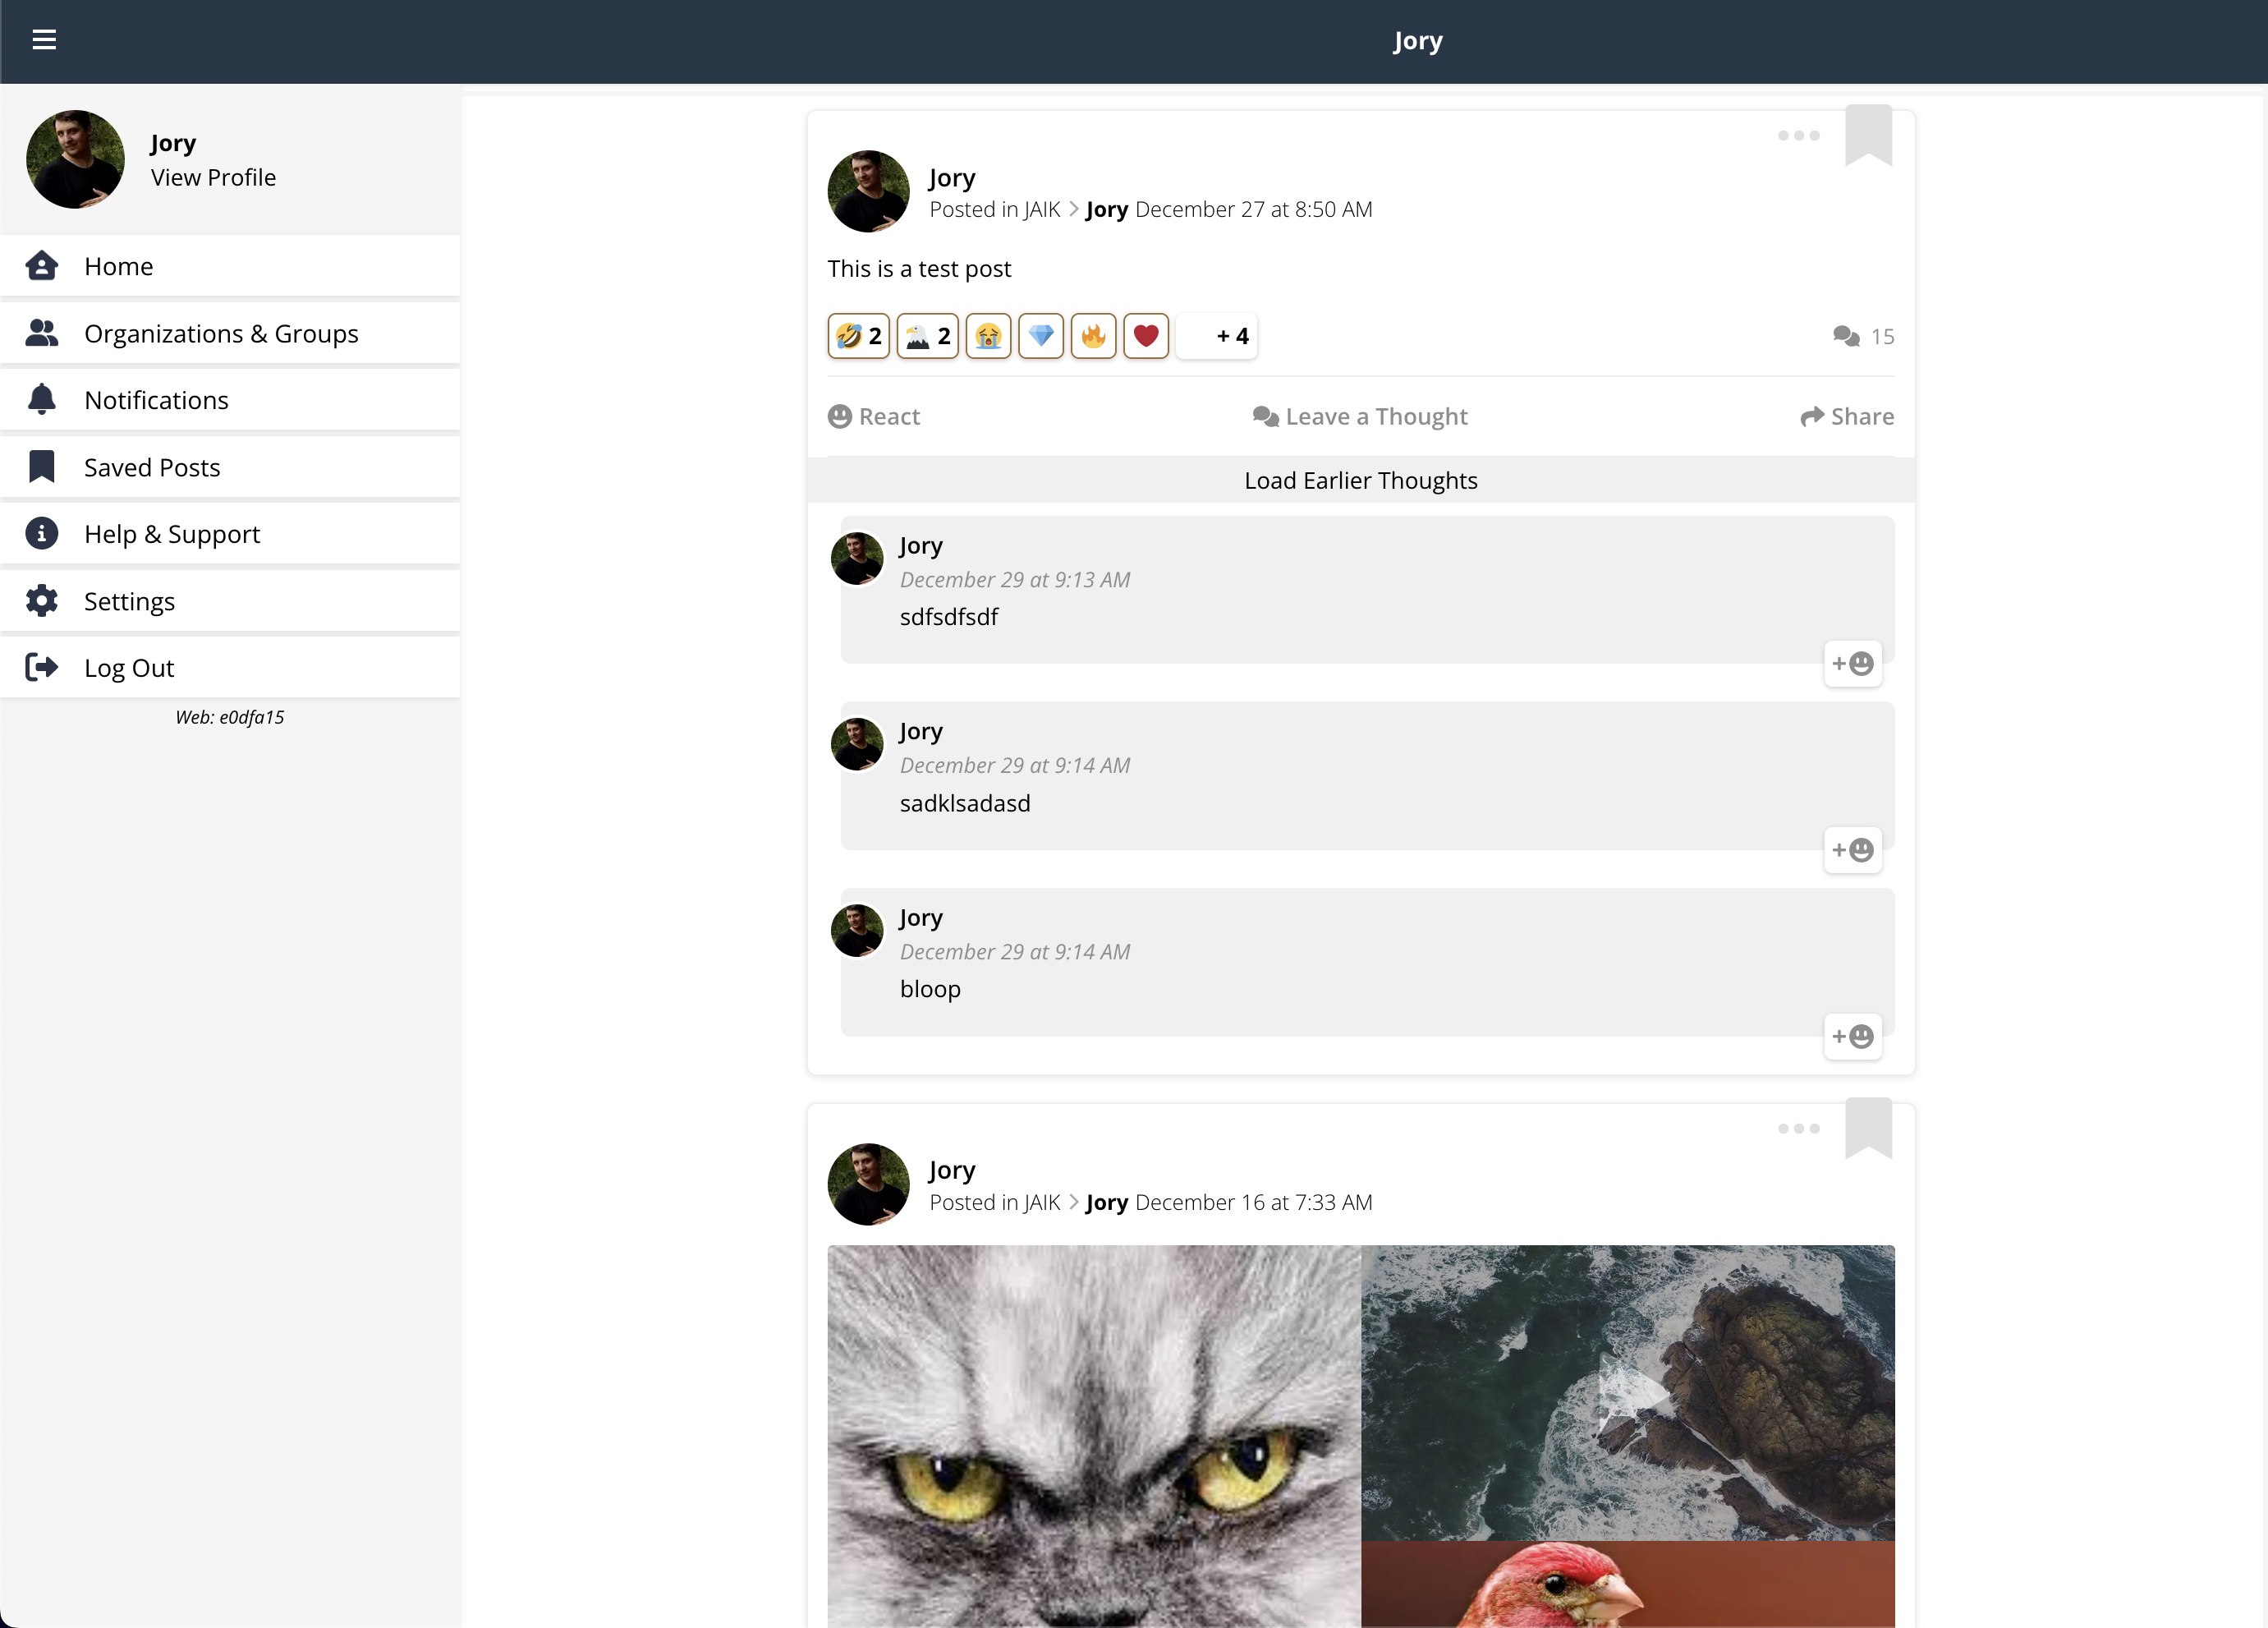 Jory
Jory
View Profile
Home
Organizations & Groups
Notifications
Saved Posts
Help & Support
Settings
Log Out
Web: e0dfa15
Jory
Posted in JAIK > Jory December 27 at 8:50 AM
This is a test post
2 2 + 4 15
React Leave a Thought Share
Load Earlier Thoughts
Jory
December 29 at 9:13 AM
sdfsdfsdf
+
Jory
December 29 at 9:14 AM
sadklsadasd
+
Jory
December 29 at 9:14 AM
bloop
+
Jory
Posted in JAIK > Jory December 16 at 7:33 AM